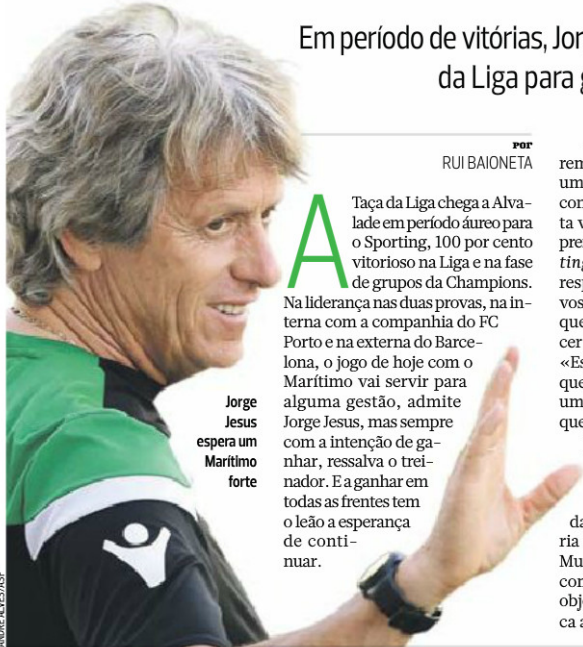 Em período de vitórias, Jor
da Liga para g
POR
RUI BAIONETA
A Taça da Liga chega a Alva-
lade em período áureo para
o Sporting, 100 por cento
vitorioso na Liga e na fase
de grupos da Champions.
Na liderança nas duas provas, na in-
terna com a companhia do FC
Porto e na externa do Barce-
lona, o jogo de hoje com o
Marítimo vai servir para
alguma gestão, admite
Jorge Jesus, mas sempre
com a intenção de ga-
nhar, ressalva o trei-
nador. E a ganhar em
todas as frentes tem
o leão a esperança
de conti-
nuar.
Jorge
Jesus
espera um
Marítimo
forte
ANDRÉ ALVES/ASF
rem
um
con
ta v
pre
ting
resp
vos
que
cer
«Es
que
um
que
da
ria
Mu
con
obje
ca a